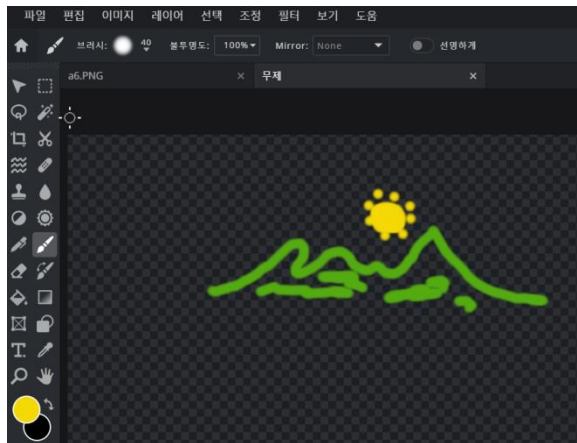 파일 편집 이미지 레이어 선택 조정 필터 보기 도움
브러시: 40 불투명도: 100% Mirror: None 선명하게
a6.PNG × 무제 ×
T